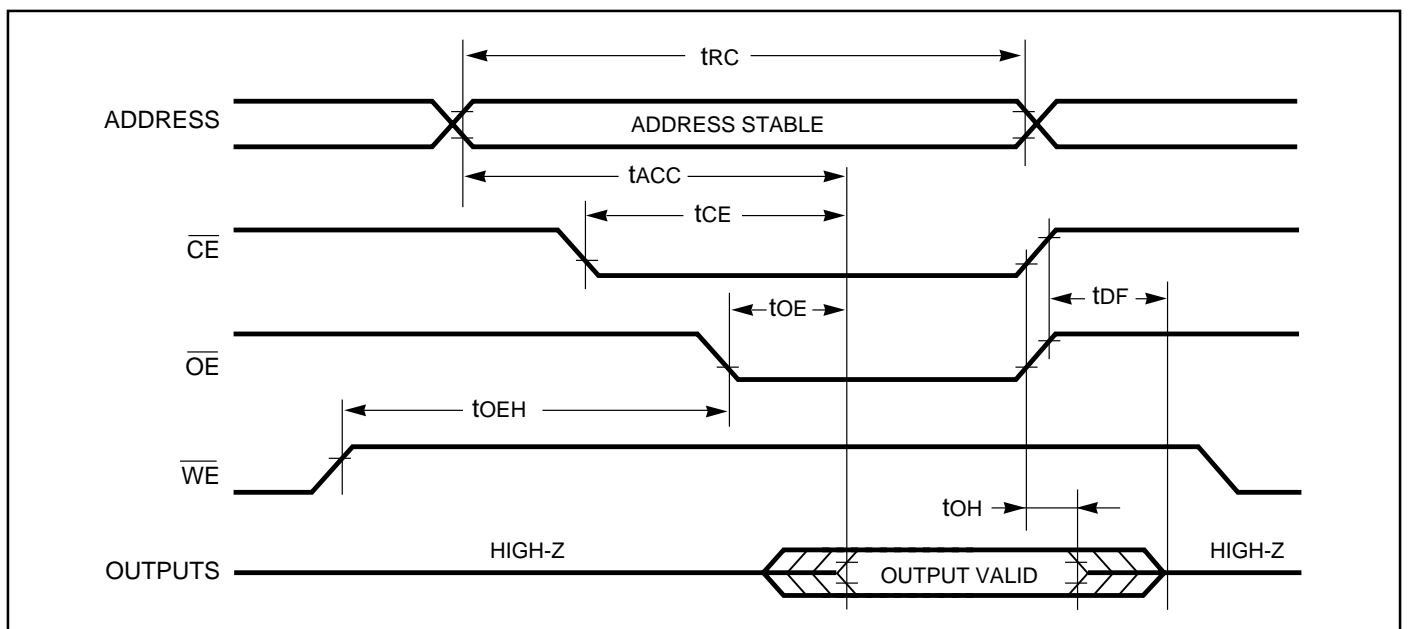 tRC
ADDRESS
ADDRESS STABLE
tACC
tCE
CE
tOE
tDF
OE
tOEH
WE
tOH
HIGH-Z
HIGH-Z
OUTPUTS
OUTPUT VALID